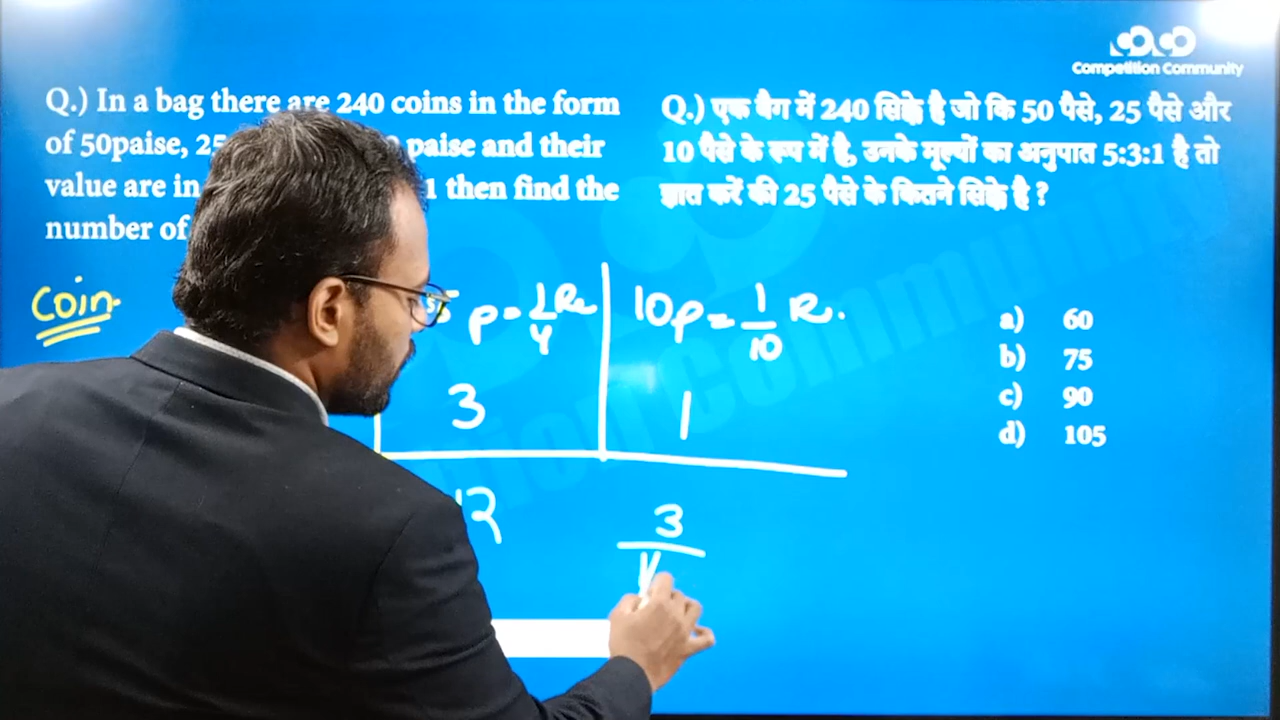 Competition Community
Q.) In a bag there are 240 coins in the form
of 50paise, 25 paise and their
value are in 1 then find the
number of
Q.) एक बैग में 240 सिक्के है जो कि 50 पैसे, 25 पैसे और
10 पैसे के रूप में है, उनके मूल्यों का अनुपात 5:3:1 है तो
ज्ञात करें की 25 पैसे के कितने सिक्के है ?
Coin
P = 1/4 Rs
10P = 1/10 R.
3
1
12
3
a) 60
b) 75
c) 90
d) 105